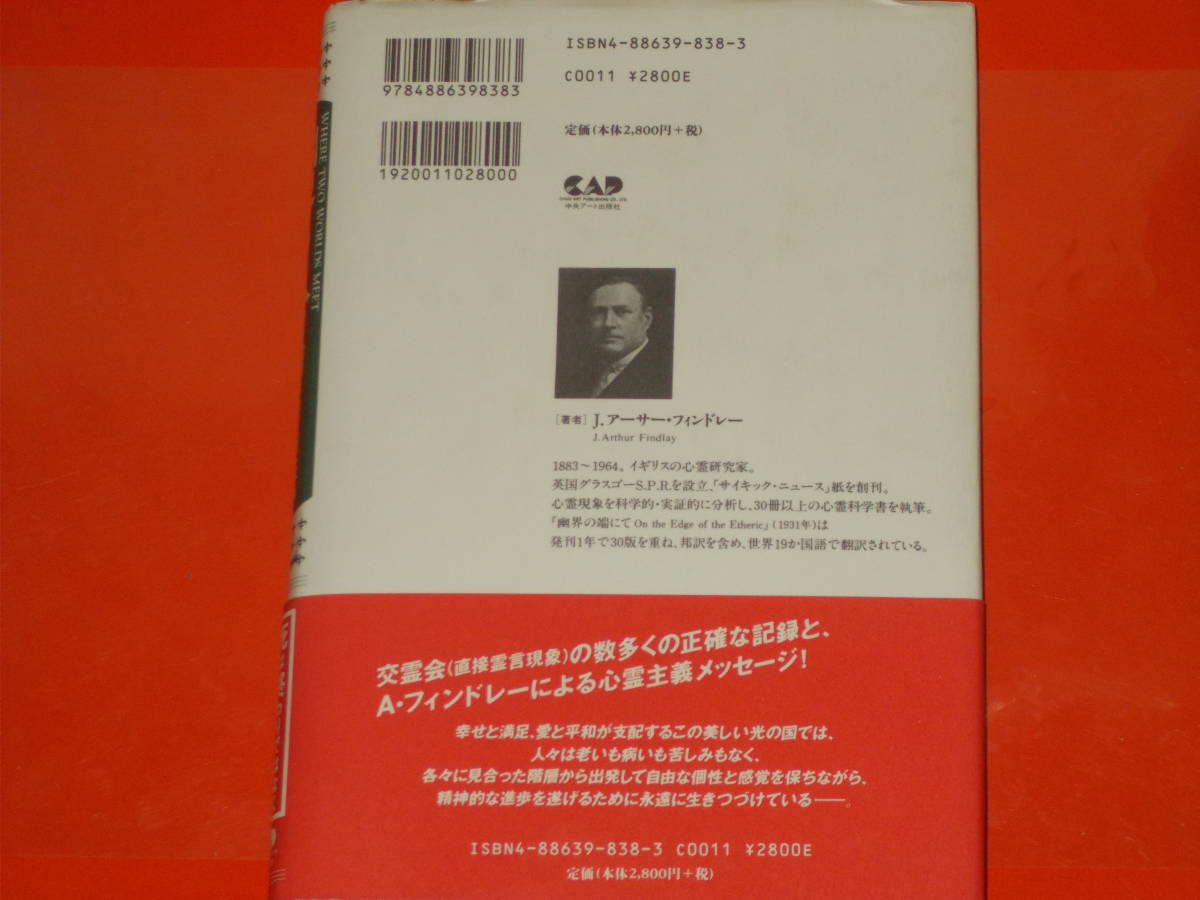 ISBN4-88639-838-3
C0011 ¥2800E
9784886398383
定価(本体2,800円+税)
1920011028000
CAP
CHUO ART PUBLISHING CO., LTD.
中央アート出版社
WHERE TWO WORLDS MEET
[著者] J.アーサー・フィンドレー
J.Arthur Findlay
1883~1964。イギリスの心霊研究家。
英国グラスゴーS.P.R.を設立、「サイキック・ニュース」紙を創刊。
心霊現象を科学的・実証的に分析し、30冊以上の心霊科学書を執筆。
『幽界の端にて On the Edge of the Etheric』(1931年)は
発刊1年で30版を重ね、邦訳を含め、世界19か国語で翻訳されている。
交霊会(直接霊言現象)の数多くの正確な記録と、
A・フィンドレーによる心霊主義メッセージ!
幸せと満足、愛と平和が支配するこの美しい光の国では、
人々は老いも病いも苦しみもなく、
各々に見合った階層から出発して自由な個性と感覚を保ちながら、
精神的な進歩を遂げるために永遠に生きつづけている――。
ISBN4-88639-838-3 C0011 ¥2800E
定価(本体2,800円+税)